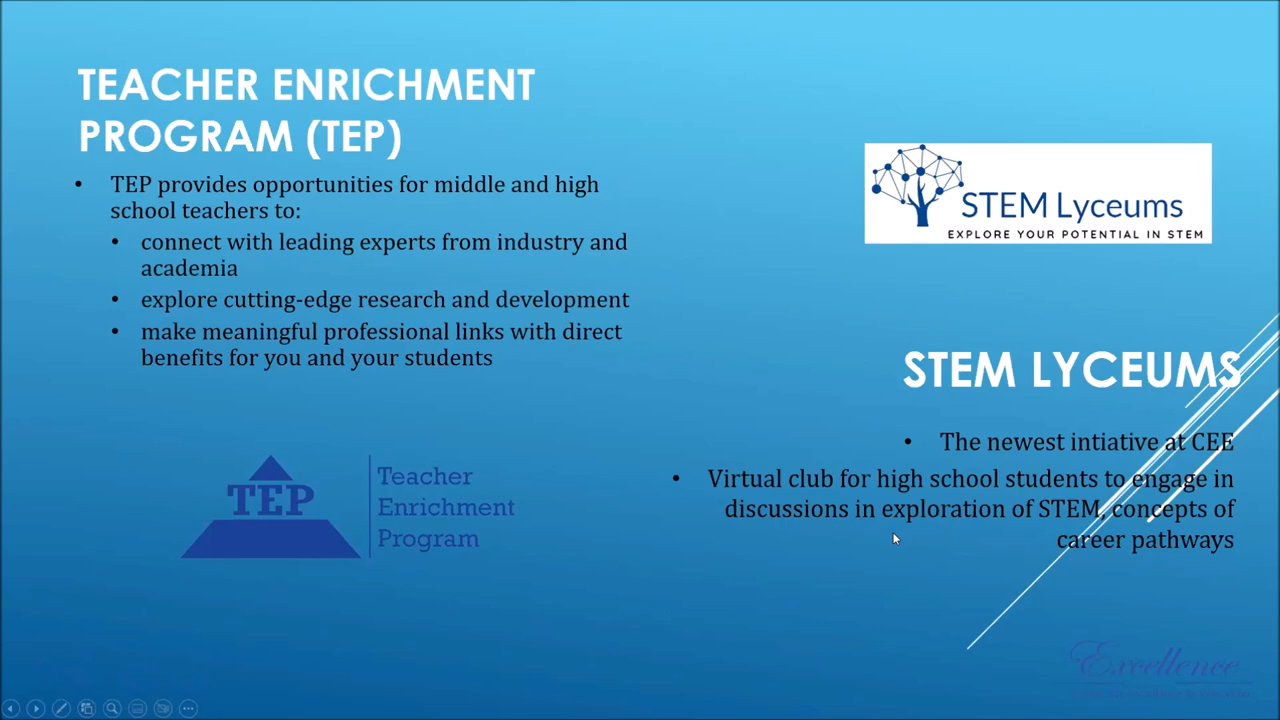 TEACHER ENRICHMENT
PROGRAM (TEP)
• TEP provides opportunities for middle and high
school teachers to:
• connect with leading experts from industry and
academia
• explore cutting-edge research and development
• make meaningful professional links with direct
benefits for you and your students
TEP
Teacher
Enrichment
Program
STEM Lyceums
EXPLORE YOUR POTENTIAL IN STEM
STEM LYCEUMS
• The newest intiative at CEE
• Virtual club for high school students to engage in
discussions in exploration of STEM, concepts of
career pathways
Excellence